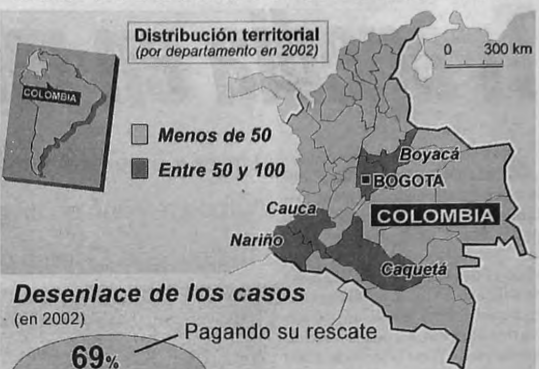 Distribución territorial
(por departamento en 2002)
0 300 km
COLOMBIA
Menos de 50
Entre 50 y 100
Boyacá
BOGOTA
Cauca
COLOMBIA
Nariño
Caquetá
Desenlace de los casos
(en 2002)
Pagando su rescate
69%